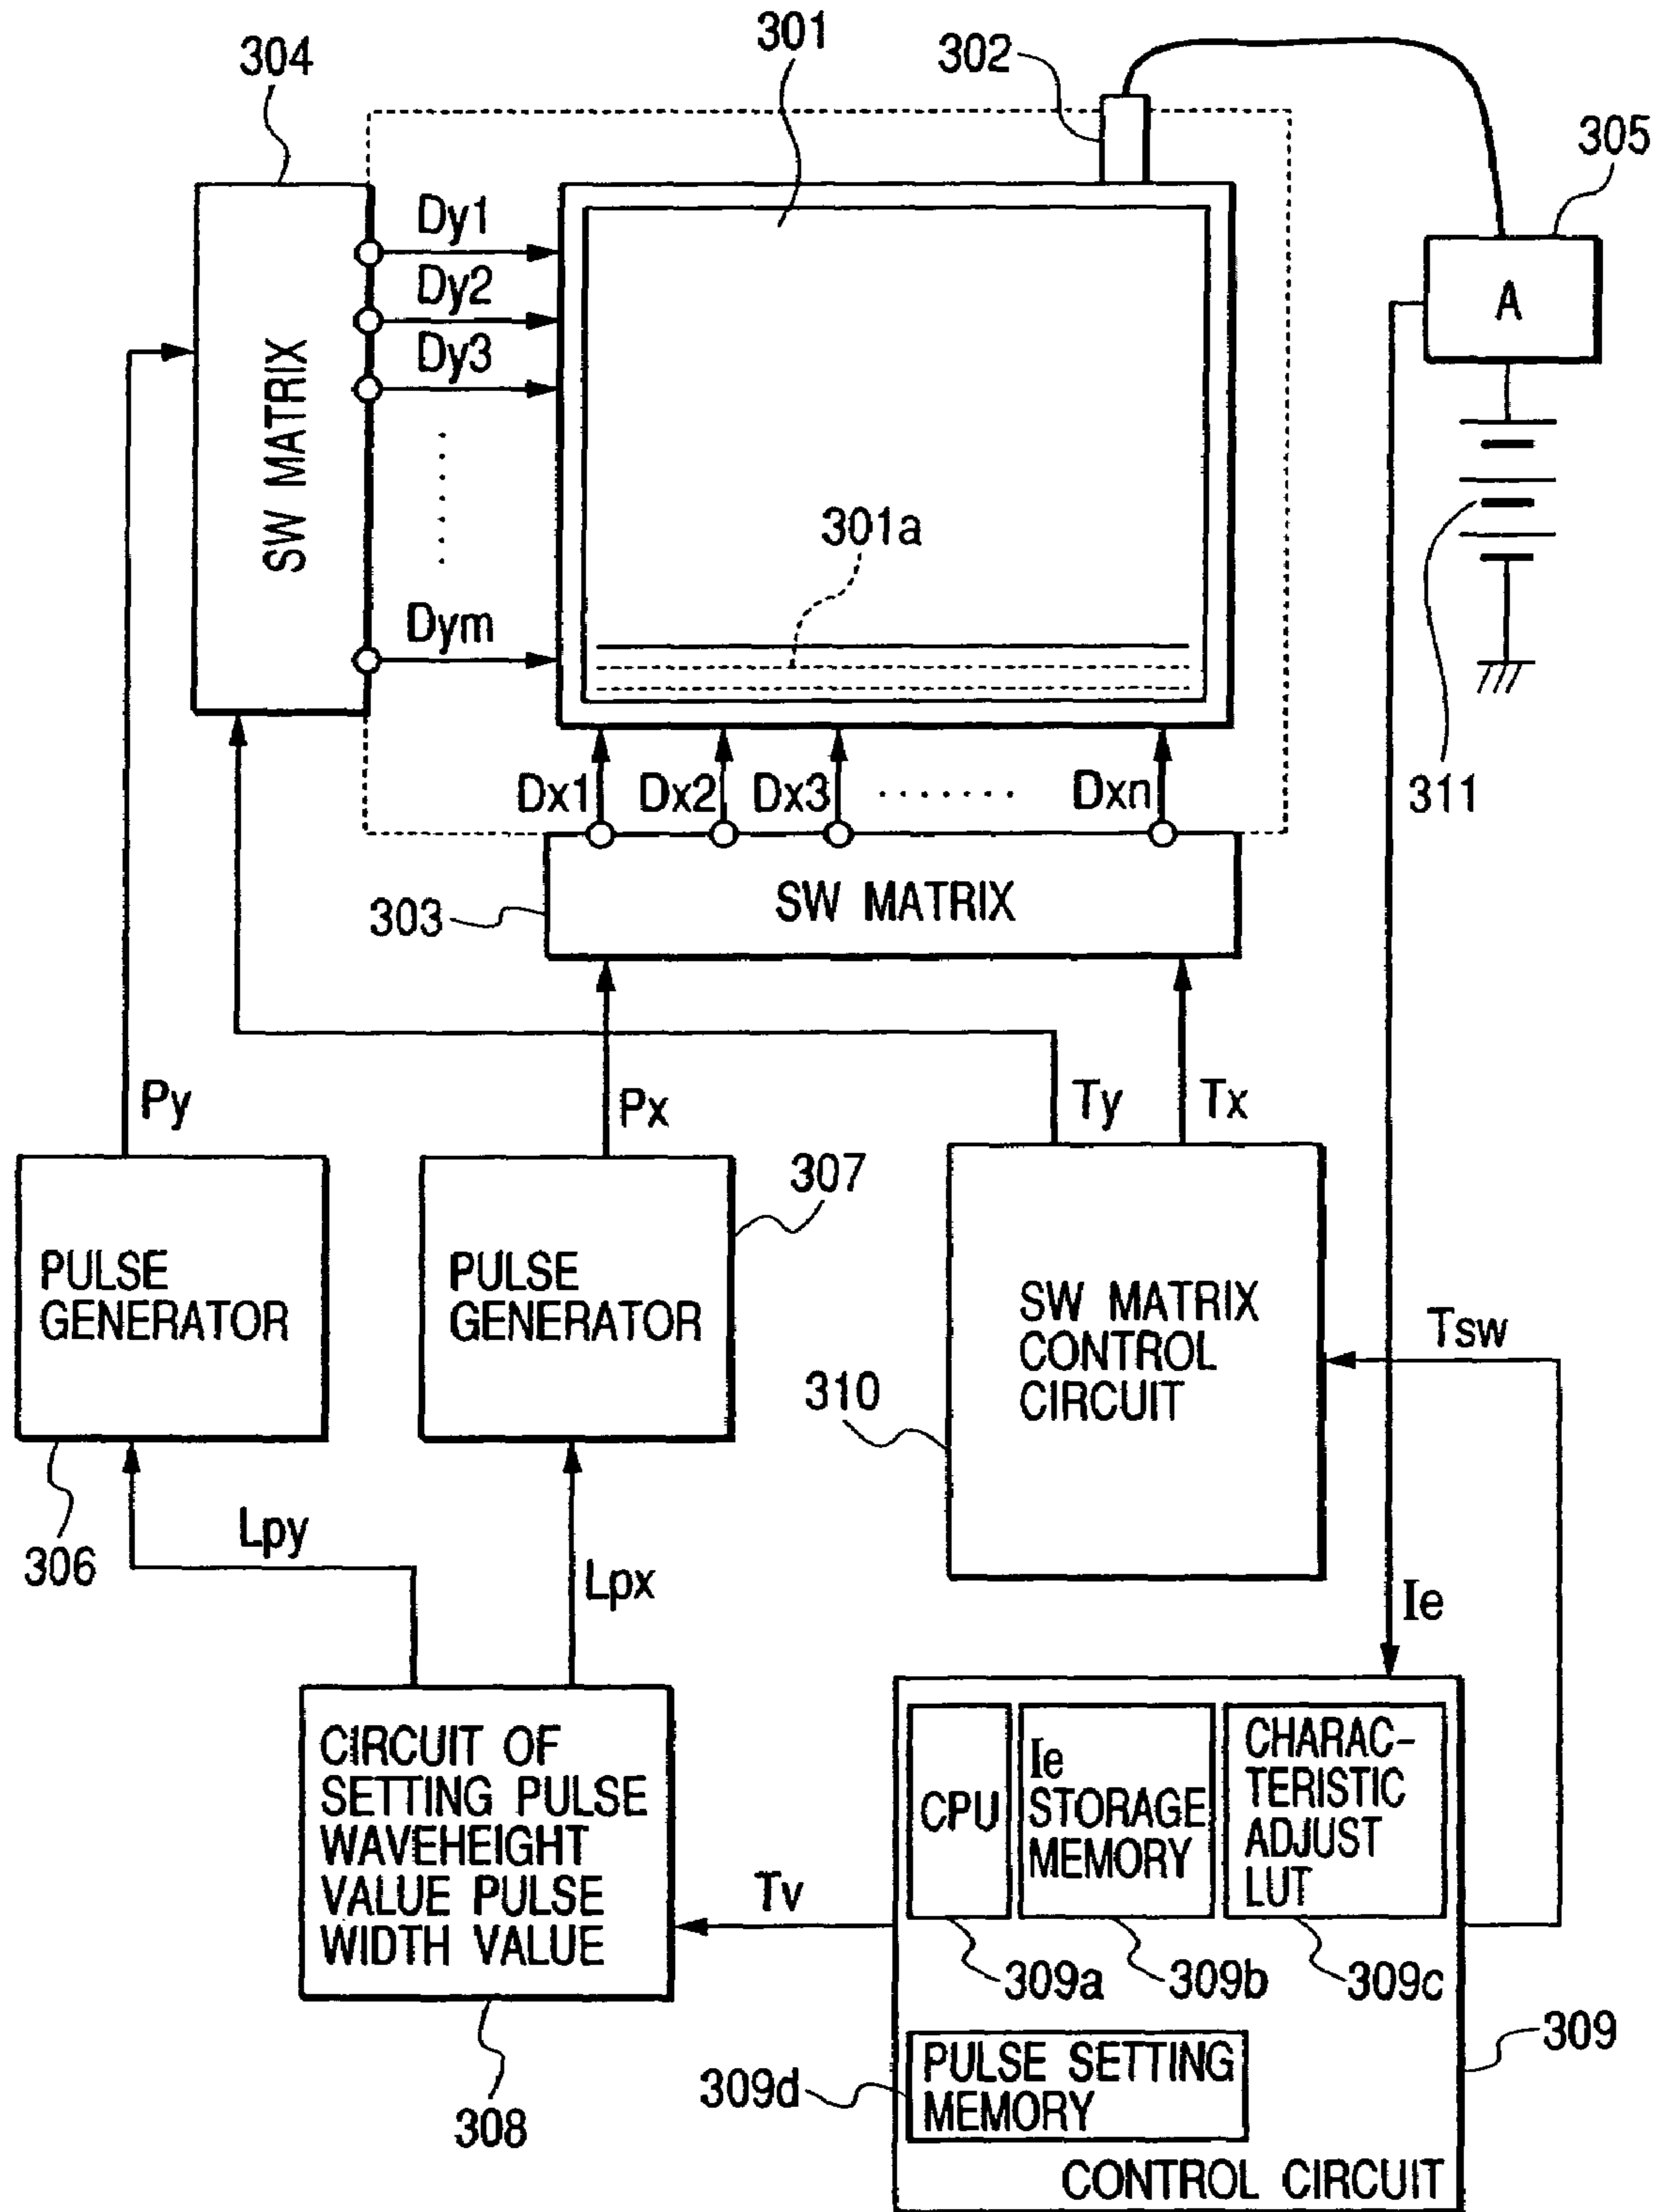 301
302
304
305
Dy1
Dy2
Dy3
Dym
SW MATRIX
A
301a
311
Dx1
Dx2
Dx3
Dxn
SW MATRIX
303
Py
Px
Ty
Tx
307
PULSE
GENERATOR
PULSE
GENERATOR
SW MATRIX
CONTROL
CIRCUIT
Tsw
310
306
Lpy
Lpx
Ie
CIRCUIT OF
SETTING PULSE
WAVEHEIGHT
VALUE PULSE
WIDTH VALUE
308
Tv
CPU
Ie
STORAGE
MEMORY
CHARAC-
TERISTIC
ADJUST
LUT
309a
309b
309c
309
309d
PULSE SETTING
MEMORY
CONTROL CIRCUIT